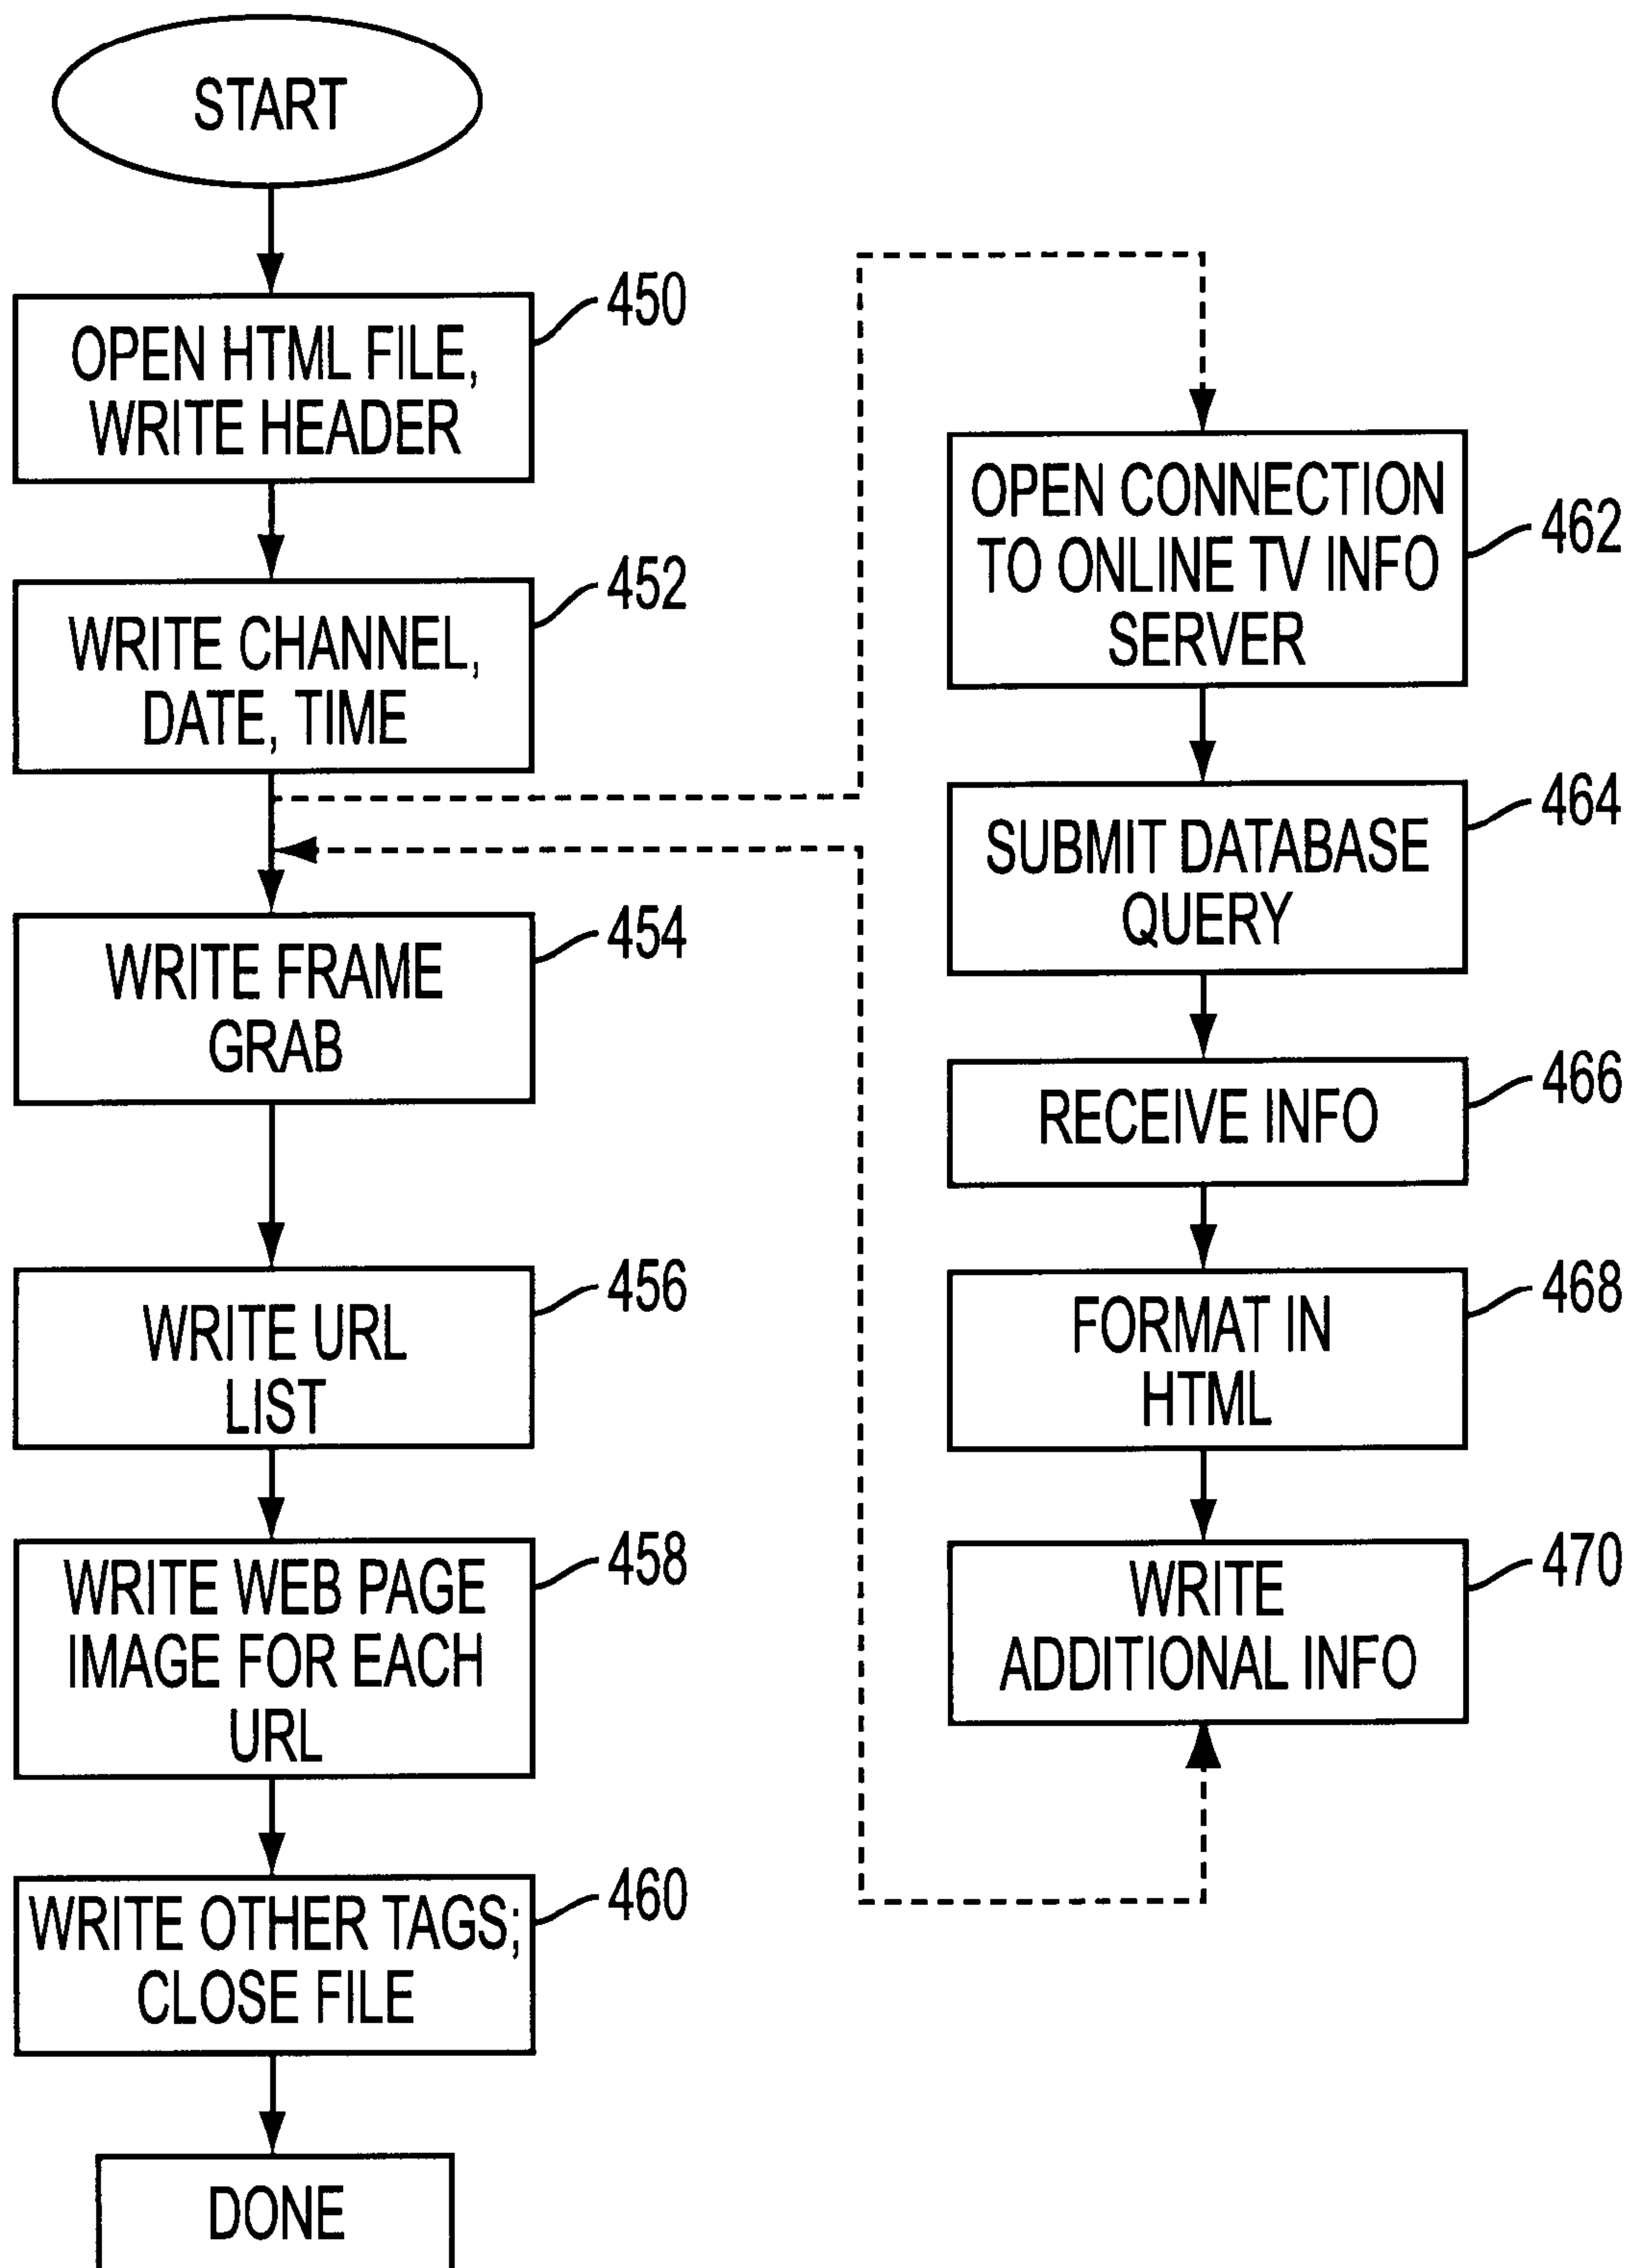 START
OPEN HTML FILE,
WRITE HEADER
450
WRITE CHANNEL,
DATE, TIME
452
WRITE FRAME
GRAB
454
WRITE URL
LIST
456
WRITE WEB PAGE
IMAGE FOR EACH
URL
458
WRITE OTHER TAGS;
CLOSE FILE
460
DONE
OPEN CONNECTION
TO ONLINE TV INFO
SERVER
462
SUBMIT DATABASE
QUERY
464
RECEIVE INFO
466
FORMAT IN
HTML
468
WRITE
ADDITIONAL INFO
470